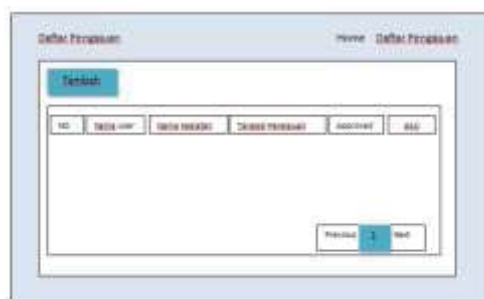 Daftar Pengajuan Home Daftar Pengajuan
Tambah
NO Nama user Nama Kegiatan Tanggal Pengajuan Approved Aksi
Previous 1 Next